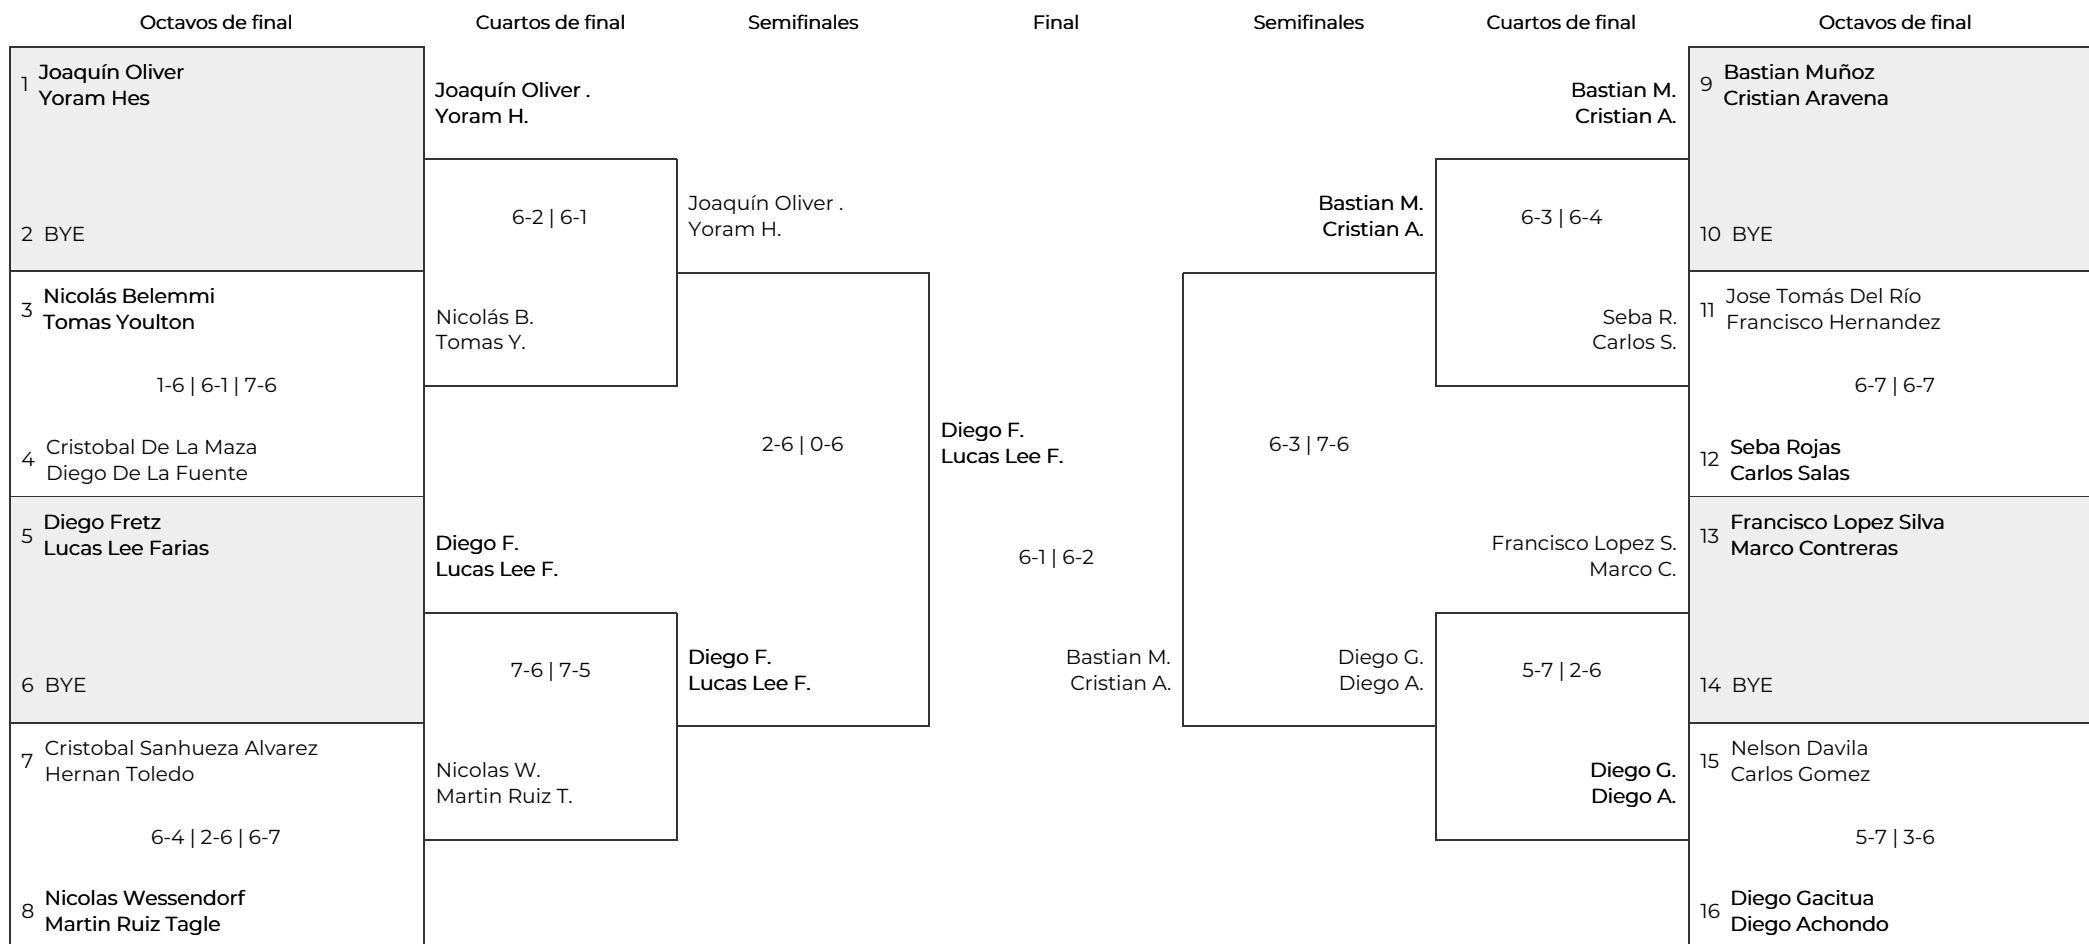 Octavos de final
Cuartos de final
Semifinales
Final
Semifinales
Cuartos de final
Octavos de final
1
Joaquín Oliver
Yoram Hes
2 BYE
3
Nicolás Belemmi
Tomas Youlton
1-6 | 6-1 | 7-6
4
Cristobal De La Maza
Diego De La Fuente
5
Diego Fretz
Lucas Lee Farias
6 BYE
7
Cristobal Sanhueza Alvarez
Hernan Toledo
6-4 | 2-6 | 6-7
8
Nicolas Wessendorf
Martin Ruiz Tagle
Joaquín Oliver .
Yoram H.
6-2 | 6-1
Nicolás B.
Tomas Y.
Diego F.
Lucas Lee F.
7-6 | 7-5
Nicolas W.
Martin Ruiz T.
Joaquín Oliver .
Yoram H.
2-6 | 0-6
Diego F.
Lucas Lee F.
Diego F.
Lucas Lee F.
6-1 | 6-2
Bastian M.
Cristian A.
Bastian M.
Cristian A.
6-3 | 7-6
Diego G.
Diego A.
Bastian M.
Cristian A.
6-3 | 6-4
Seba R.
Carlos S.
Francisco Lopez S.
Marco C.
5-7 | 2-6
Diego G.
Diego A.
9
Bastian Muñoz
Cristian Aravena
10 BYE
11
Jose Tomás Del Río
Francisco Hernandez
6-7 | 6-7
12
Seba Rojas
Carlos Salas
13
Francisco Lopez Silva
Marco Contreras
14 BYE
15
Nelson Davila
Carlos Gomez
5-7 | 3-6
16
Diego Gacitua
Diego Achondo